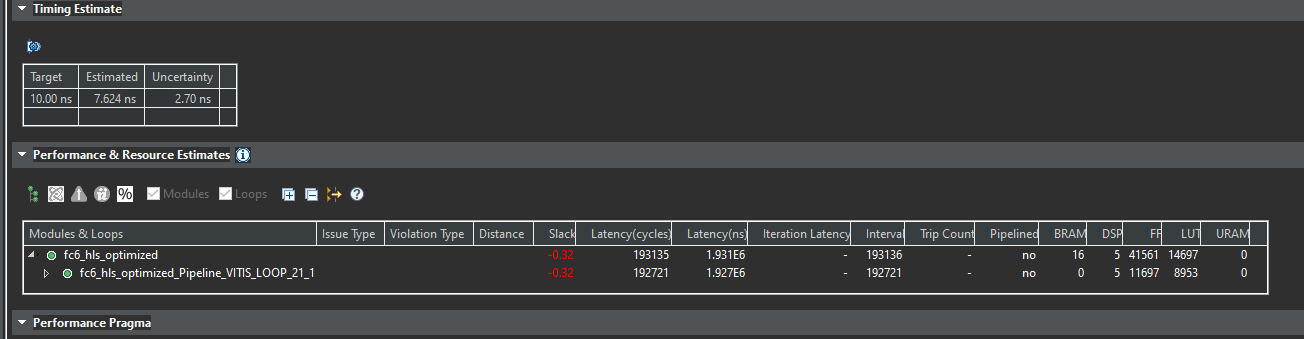 Timing Estimate
Target Estimated Uncertainty
10.00 ns 7.624 ns 2.70 ns
Performance & Resource Estimates
% Modules Loops
Modules & Loops Issue Type Violation Type Distance Slack Latency(cycles) Latency(ns) Iteration Latency Interval Trip Count Pipelined BRAM DSP FF LUT URAM
fc6_hls_optimized -0.32 193135 1.931E6 - 193136 - no 16 5 41561 14697 0
fc6_hls_optimized_Pipeline_VITIS_LOOP_21_1 -0.32 192721 1.927E6 - 192721 - no 0 5 11697 8953 0
Performance Pragma